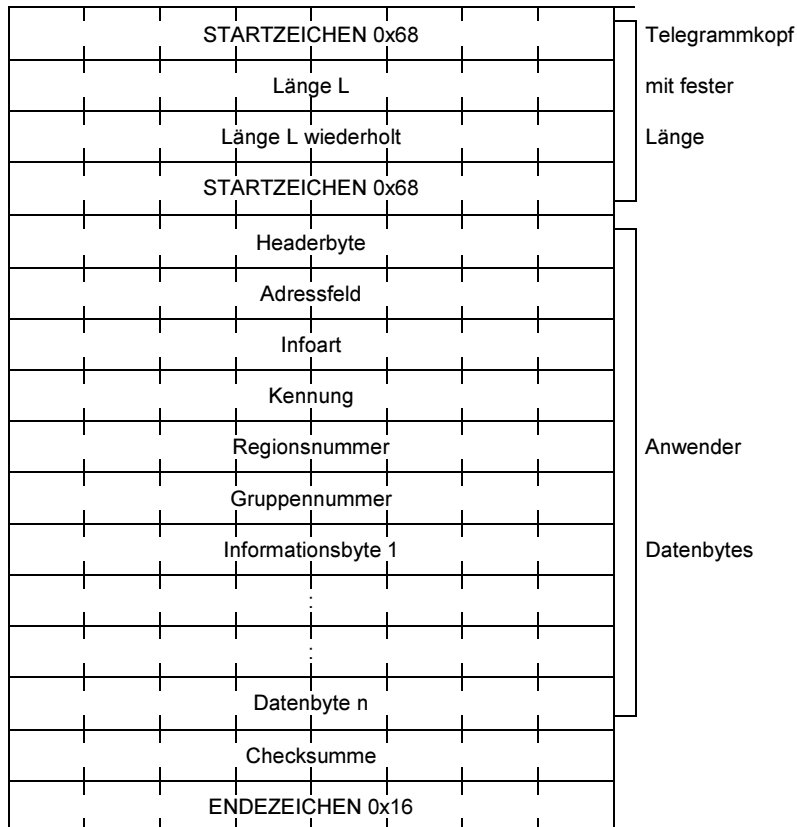 STARTZEICHEN 0x68 Telegrammkopf
Länge L mit fester
Länge L wiederholt Länge
STARTZEICHEN 0x68
Headerbyte
Adressfeld
Infoart
Kennung
Regionsnummer Anwender
Gruppennummer
Informationsbyte 1 Datenbytes
:
:
Datenbyte n
Checksumme
ENDEZEICHEN 0x16